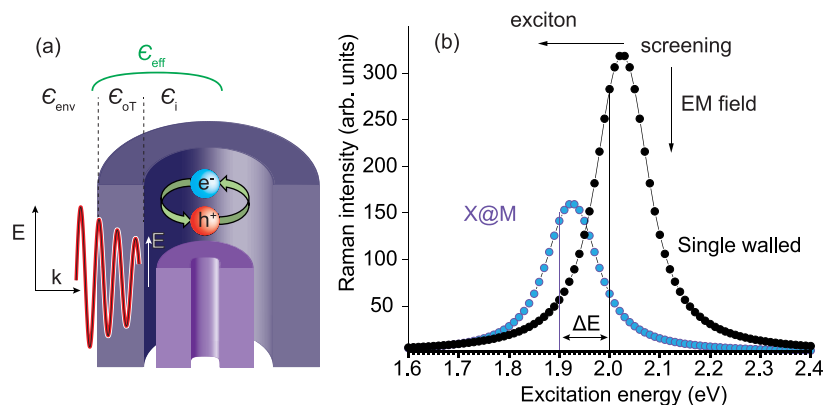 (a)
ϵeff
ϵenv
ϵoT
ϵi
e-
h+
E
E
k
(b)
exciton
screening
EM field
X@M
Single walled
ΔE
Raman intensity (arb. units)
300
250
200
150
100
50
1.6 1.7 1.8 1.9 2.0 2.1 2.2 2.3 2.4
Excitation energy (eV)